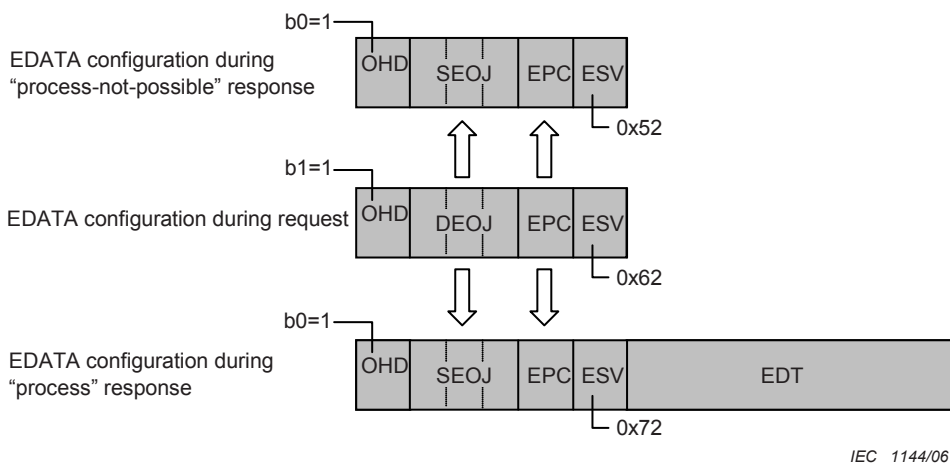 b0=1
EDATA configuration during
“process-not-possible” response
OHD SEOJ EPC ESV
0x52
b1=1
EDATA configuration during request
OHD DEOJ EPC ESV
0x62
b0=1
EDATA configuration during
“process” response
OHD SEOJ EPC ESV EDT
0x72
IEC 1144/06